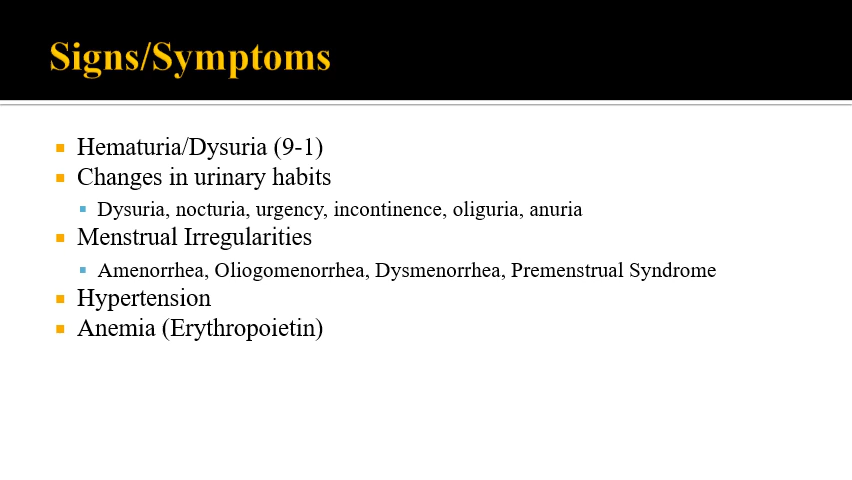 Signs/Symptoms
Hematuria/Dysuria (9-1)
Changes in urinary habits
Dysuria, nocturia, urgency, incontinence, oliguria, anuria
Menstrual Irregularities
Amenorrhea, Oliogomenorrhea, Dysmenorrhea, Premenstrual Syndrome
Hypertension
Anemia (Erythropoietin)